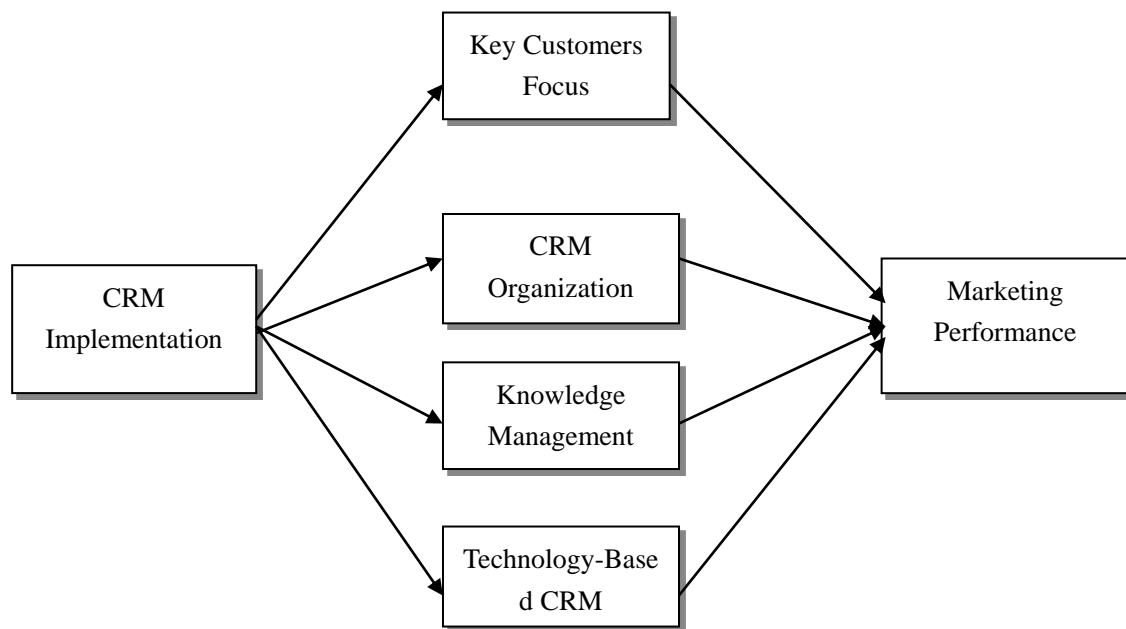 Key Customers
Focus
CRM
Organization
CRM
Implementation
Marketing
Performance
Knowledge
Management
Technology-Base
d CRM